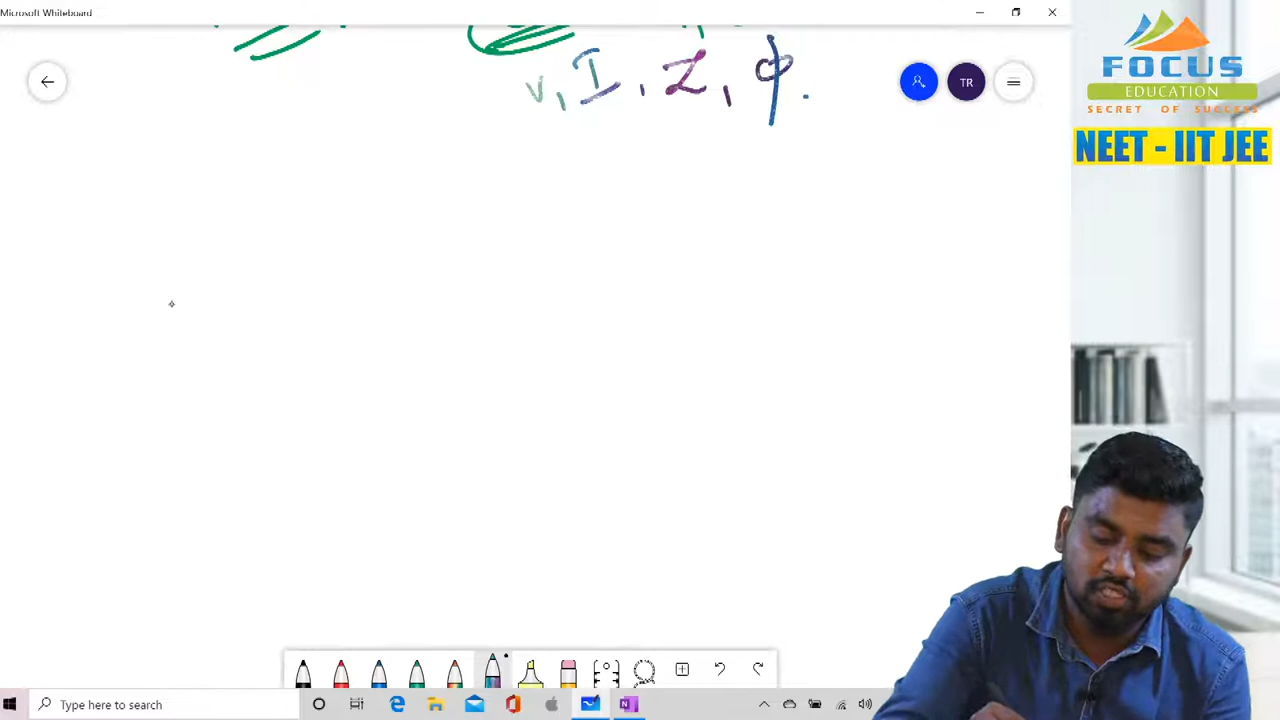 Microsoft Whiteboard
V, I, Z, φ.
TR
FOCUS
EDUCATION
SECRET OF SUCCESS
NEET - IIT JEE
Type here to search